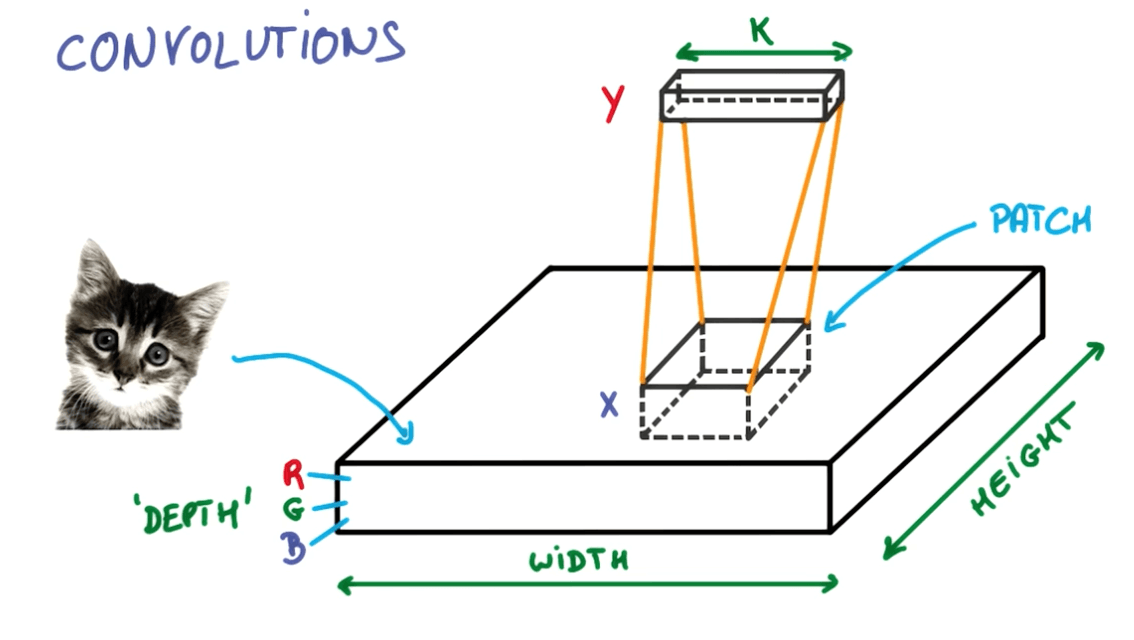 CONVOLUTIONS
K
Y
PATCH
X
R
'DEPTH'
G
B
WIDTH
HEIGHT